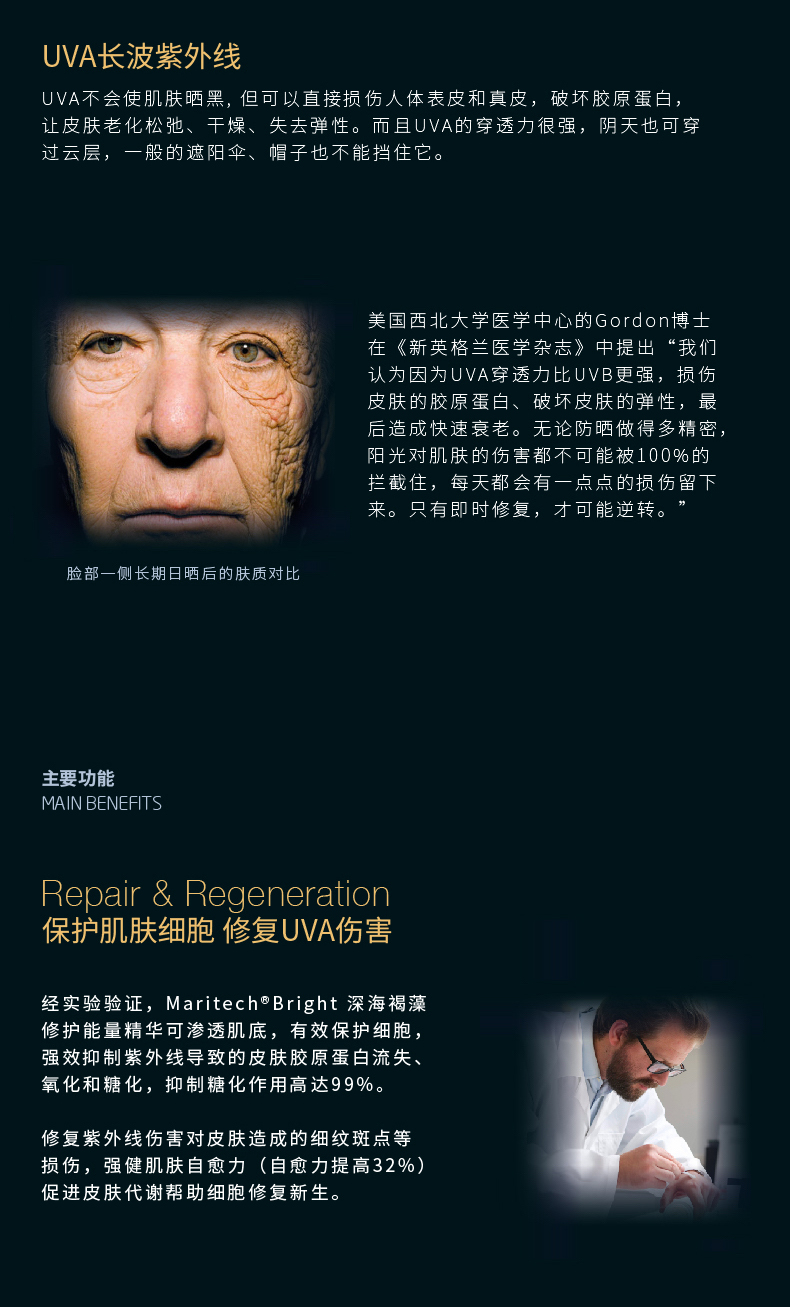 UVA长波紫外线
UVA不会使肌肤晒黑, 但可以直接损伤人体表皮和真皮，破坏胶原蛋白，
让皮肤老化松弛、干燥、失去弹性。而且UVA的穿透力很强，阴天也可穿
过云层，一般的遮阳伞、帽子也不能挡住它。
美国西北大学医学中心的Gordon博士
在《新英格兰医学杂志》中提出“我们
认为因为UVA穿透力比UVB更强，损伤
皮肤的胶原蛋白、破坏皮肤的弹性，最
后造成快速衰老。无论防晒做得多精密，
阳光对肌肤的伤害都不可能被100%的
拦截住，每天都会有一点点的损伤留下
来。只有即时修复，才可能逆转。”
脸部一侧长期日晒后的肤质对比
主要功能
MAIN BENEFITS
Repair & Regeneration
保护肌肤细胞 修复UVA伤害
经实验验证，Maritech®Bright 深海褐藻
修护能量精华可渗透肌底，有效保护细胞，
强效抑制紫外线导致的皮肤胶原蛋白流失、
氧化和糖化，抑制糖化作用高达99%。
修复紫外线伤害对皮肤造成的细纹斑点等
损伤，强健肌肤自愈力（自愈力提高32%）
促进皮肤代谢帮助细胞修复新生。